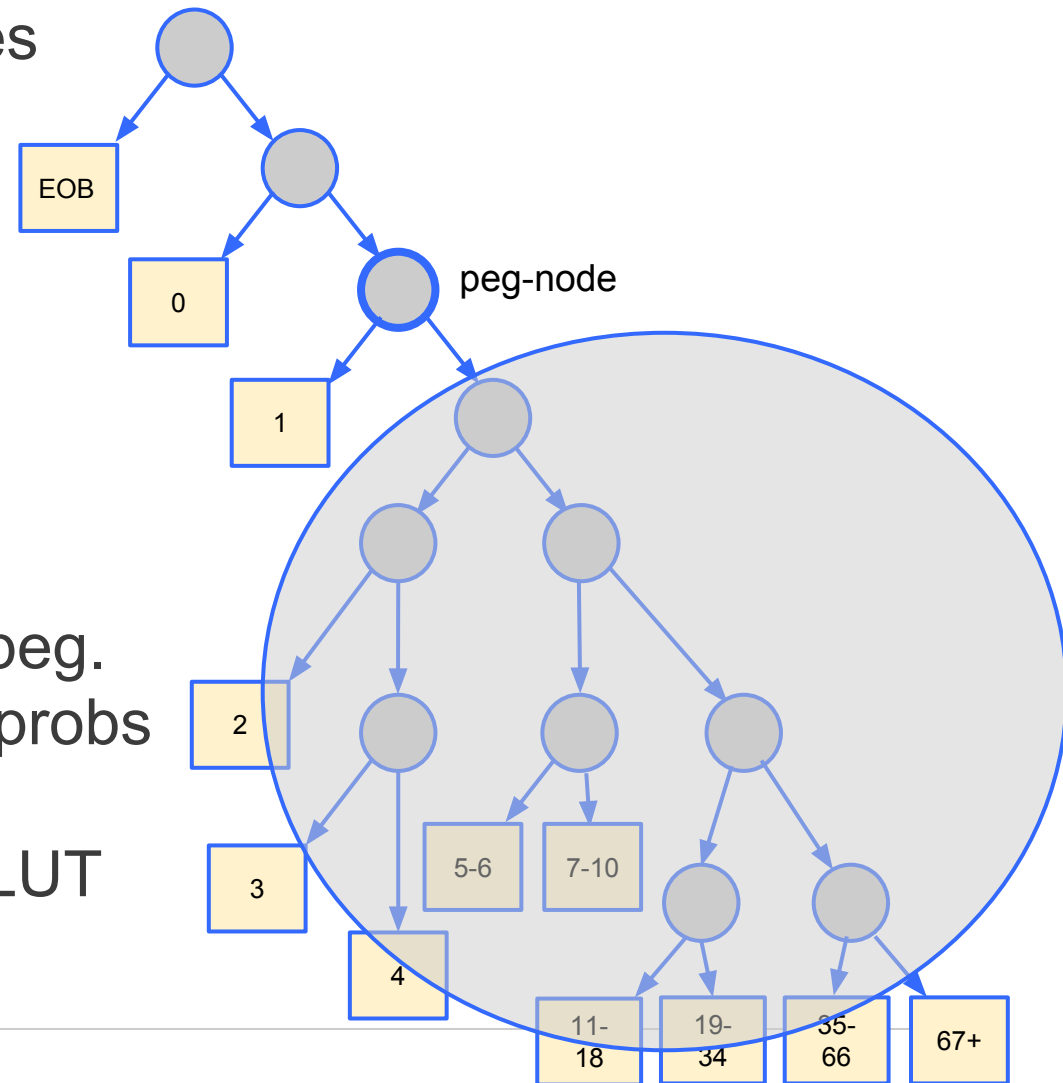 es
EOB
0
peg-node
1
peg.
probs
2
LUT
3
5-6
7-10
4
11-
18
19-
34
35-
66
67+